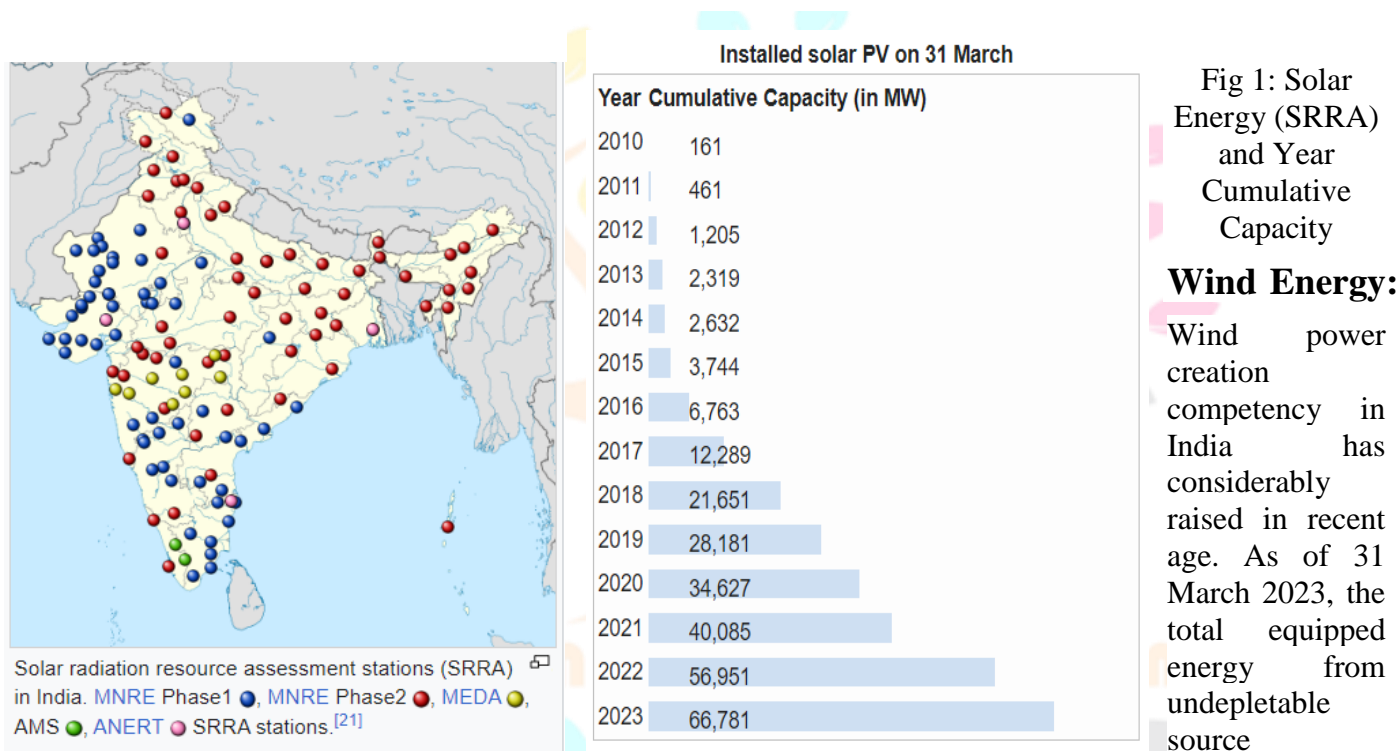 Solar radiation resource assessment stations (SRRA)
in India. MNRE Phase1 , MNRE Phase2 , MEDA ,
AMS , ANERT SRRA stations.[21]
Installed solar PV on 31 March
Year Cumulative Capacity (in MW)
2010 161
2011 461
2012 1,205
2013 2,319
2014 2,632
2015 3,744
2016 6,763
2017 12,289
2018 21,651
2019 28,181
2020 34,627
2021 40,085
2022 56,951
2023 66,781
Fig 1: Solar
Energy (SRRA)
and Year
Cumulative
Capacity
Wind Energy:
Wind power
creation
competency in
India has
considerably
raised in recent
age. As of 31
March 2023, the
total equipped
energy from
undepletable
source